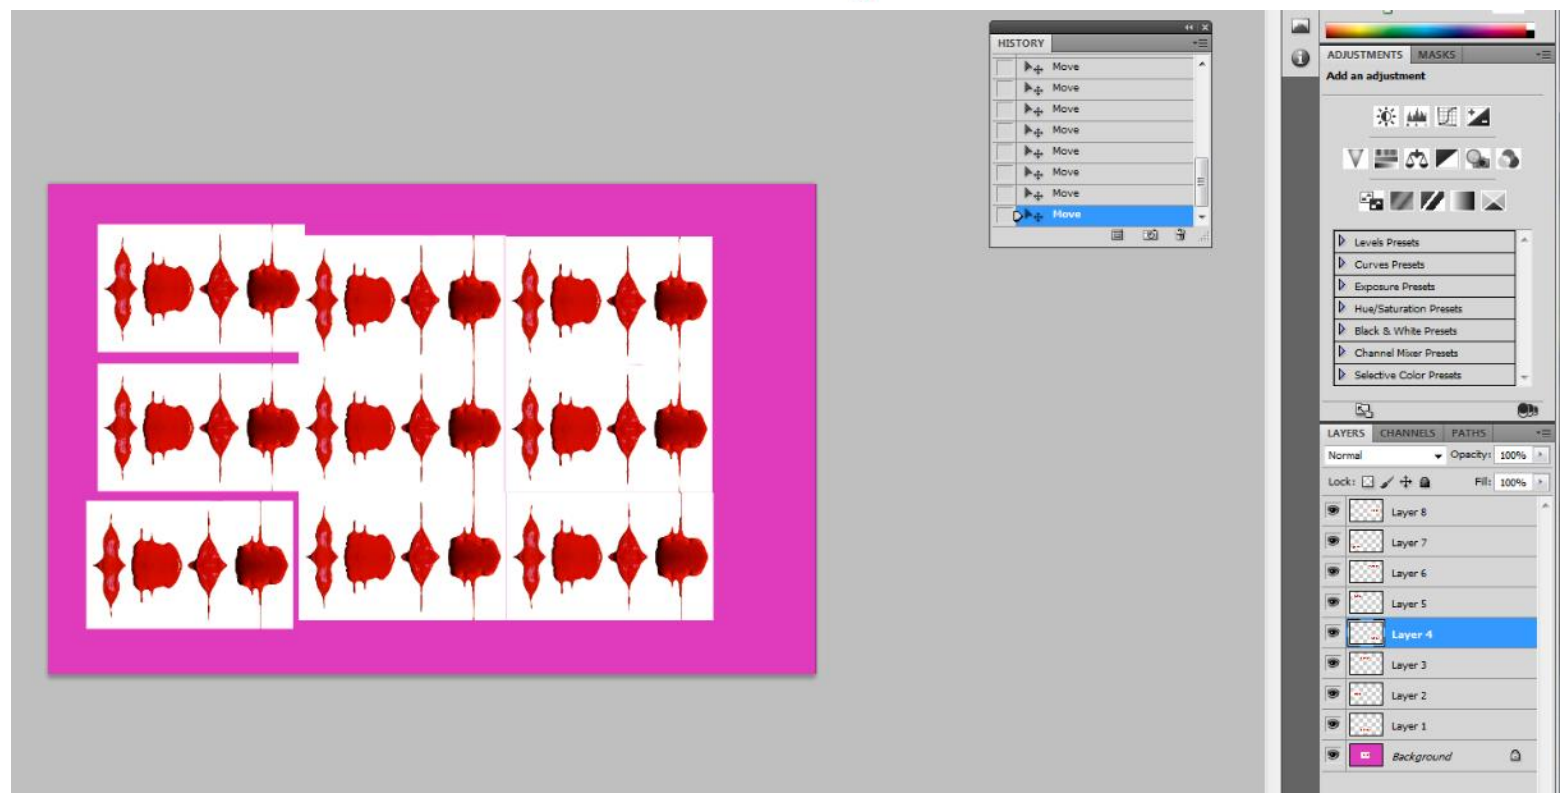 HISTORY
Move
Move
Move
Move
Move
Move
Move
Move
ADJUSTMENTS MASKS
Add an adjustment
Levels Presets
Curves Presets
Exposure Presets
Hue/Saturation Presets
Black & White Presets
Channel Mixer Presets
Selective Color Presets
LAYERS CHANNELS PATHS
Normal Opacity: 100%
Lock: Fill: 100%
Layer 8
Layer 7
Layer 6
Layer 5
Layer 4
Layer 3
Layer 2
Layer 1
Background